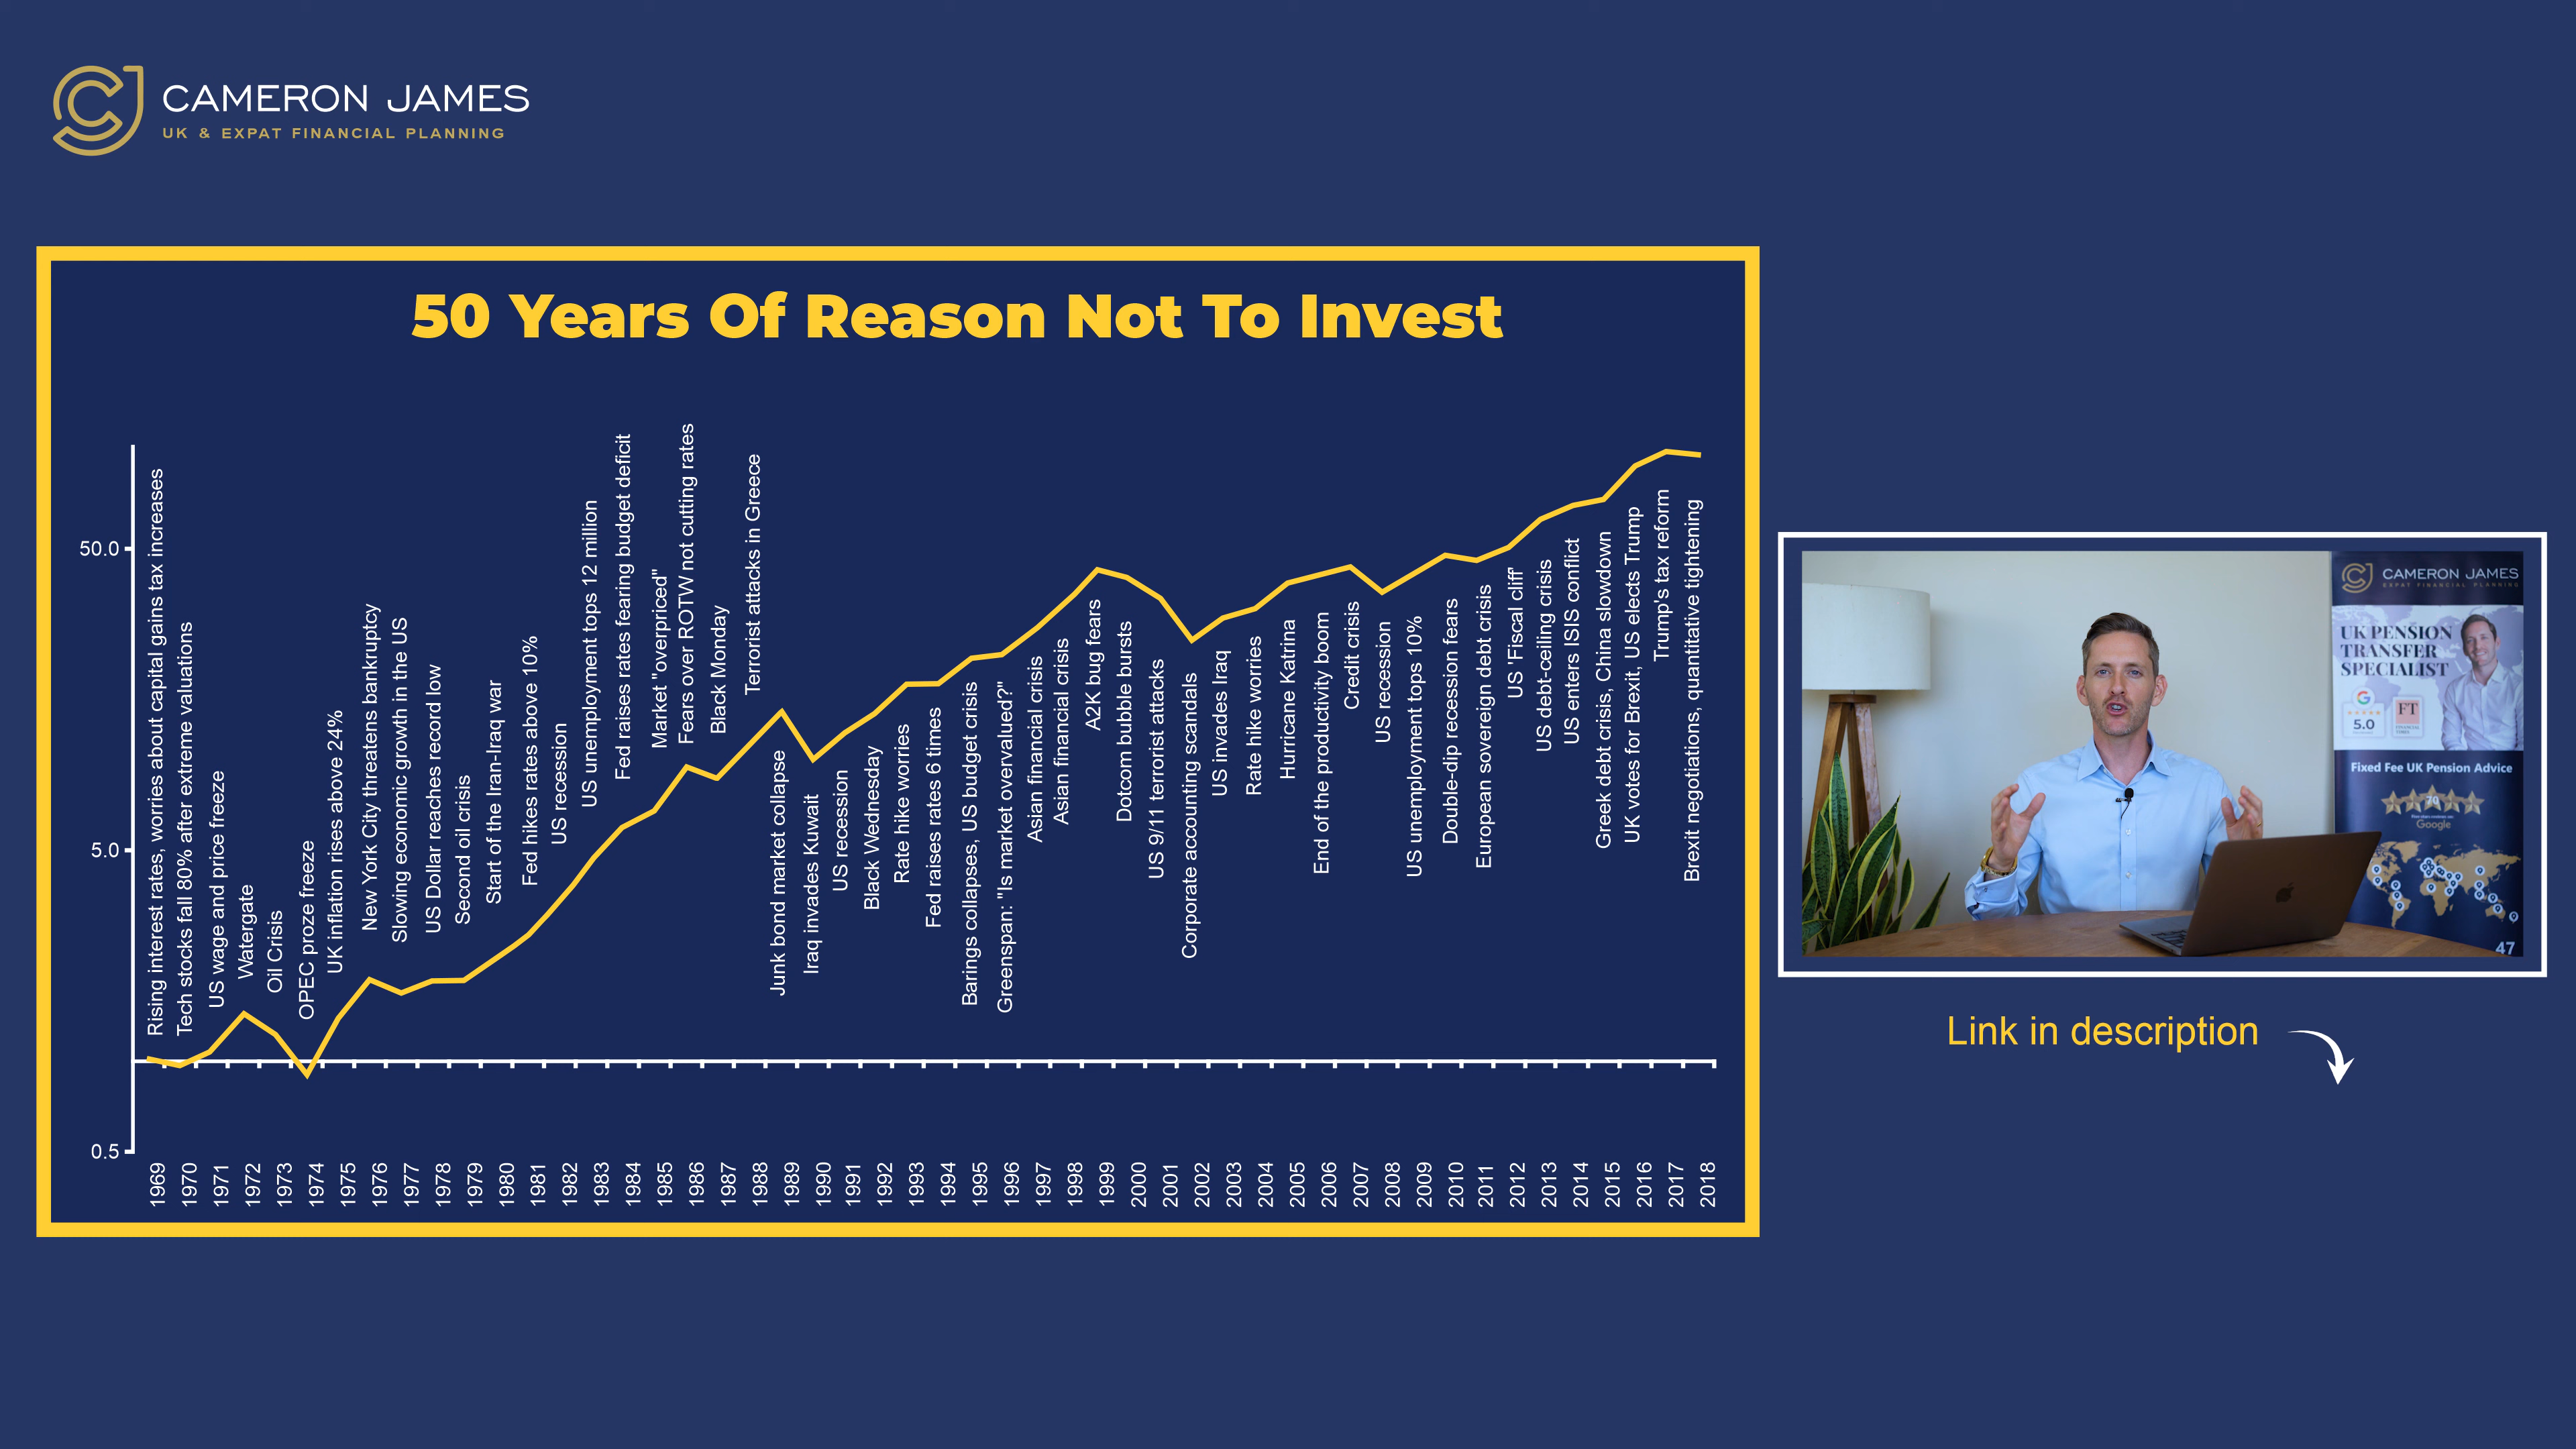 CAMERON JAMES
UK & EXPAT FINANCIAL PLANNING
50 Years Of Reason Not To Invest
50.0
5.0
0.5
Rising interest rates, worries about capital gains tax increases
Tech stocks fall 80% after extreme valuations
US wage and price freeze
Watergate
Oil Crisis
OPEC proze freeze
UK inflation rises above 24%
New York City threatens bankruptcy
Slowing economic growth in the US
US Dollar reaches record low
Second oil crisis
Start of the Iran-Iraq war
Fed hikes rates above 10%
US recession
US unemployment tops 12 million
Fed raises rates fearing budget deficit
Market "overpriced"
Fears over ROTW not cutting rates
Black Monday
Terrorist attacks in Greece
Junk bond market collapse
Iraq invades Kuwait
US recession
Black Wednesday
Rate hike worries
Fed raises rates 6 times
Barings collapses, US budget crisis
Greenspan: "Is market overvalued?"
Asian financial crisis
Asian financial crisis
A2K bug fears
Dotcom bubble bursts
US 9/11 terrorist attacks
Corporate accounting scandals
US invades Iraq
Rate hike worries
Hurricane Katrina
End of the productivity boom
Credit crisis
US recession
US unemployment tops 10%
Double-dip recession fears
European sovereign debt crisis
US 'Fiscal cliff'
US debt-ceiling crisis
US enters ISIS conflict
Greek debt crisis, China slowdown
UK votes for Brexit, US elects Trump
Trump's tax reform
Brexit negotiations, quantitative tightening
1969
1970
1971
1972
1973
1974
1975
1976
1977
1978
1979
1980
1981
1982
1983
1984
1985
1986
1987
1988
1989
1990
1991
1992
1993
1994
1995
1996
1997
1998
1999
2000
2001
2002
2003
2004
2005
2006
2007
2008
2009
2010
2011
2012
2013
2014
2015
2016
2017
2018
CAMERON JAMES
EXPAT FINANCIAL PLANNING
UK PENSION
TRANSFER
SPECIALIST
G
5.0
FT
FINANCIAL
TIMES
Fixed Fee UK Pension Advice
Google
47
Link in description